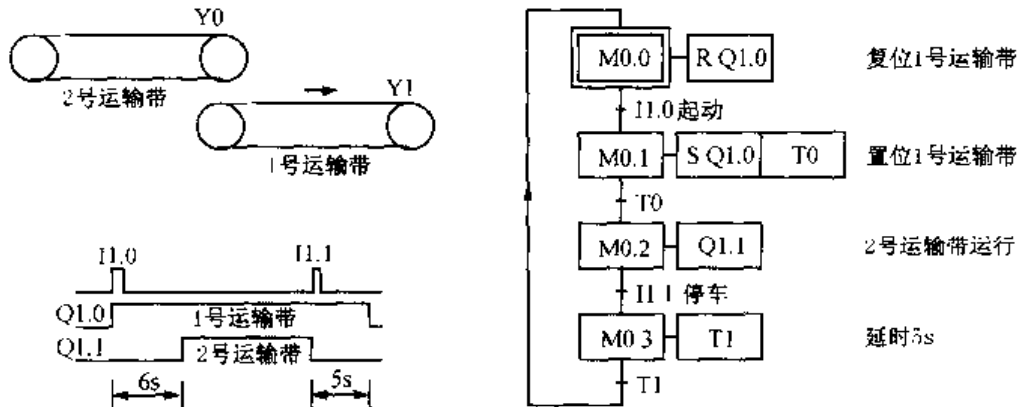 Y0
2号运输带
Y1
1号运输带
I1.0
I1.1
Q1.0
1号运输带
Q1.1
2号运输带
6s
5s
M0.0
R Q1.0
复位1号运输带
I1.0 起动
M0.1
S Q1.0
T0
置位1号运输带
T0
M0.2
Q1.1
2号运输带运行
I1.1 停车
M0.3
T1
延时5s
T1